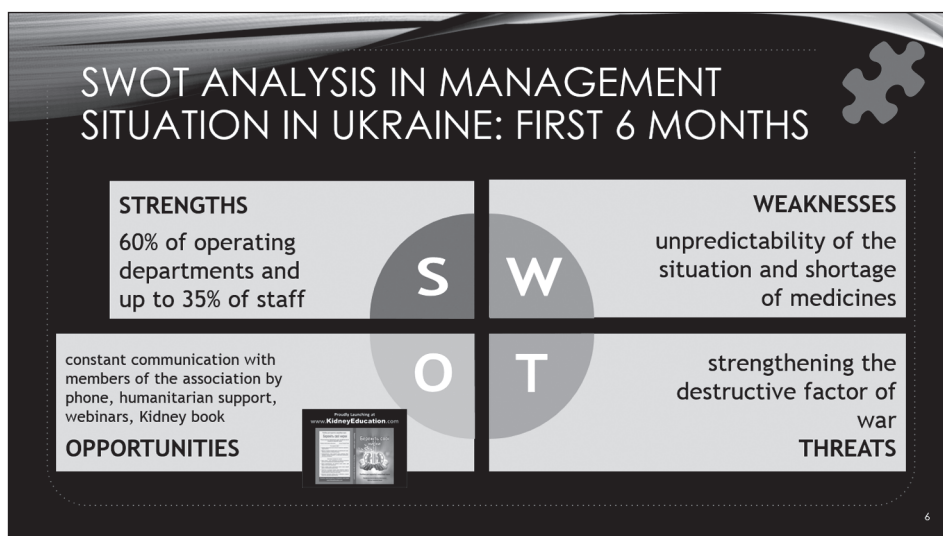 SWOT ANALYSIS IN MANAGEMENT
SITUATION IN UKRAINE: FIRST 6 MONTHS
STRENGTHS
60% of operating
departments and
up to 35% of staff
S
W
WEAKNESSES
unpredictability of the
situation and shortage
of medicines
constant communication with
members of the association by
phone, humanitarian support,
webinars, Kidney book
OPPORTUNITIES
Proudly Launching at
www.KidneyEducation.com
O
T
strengthening the
destructive factor of
war
THREATS
6